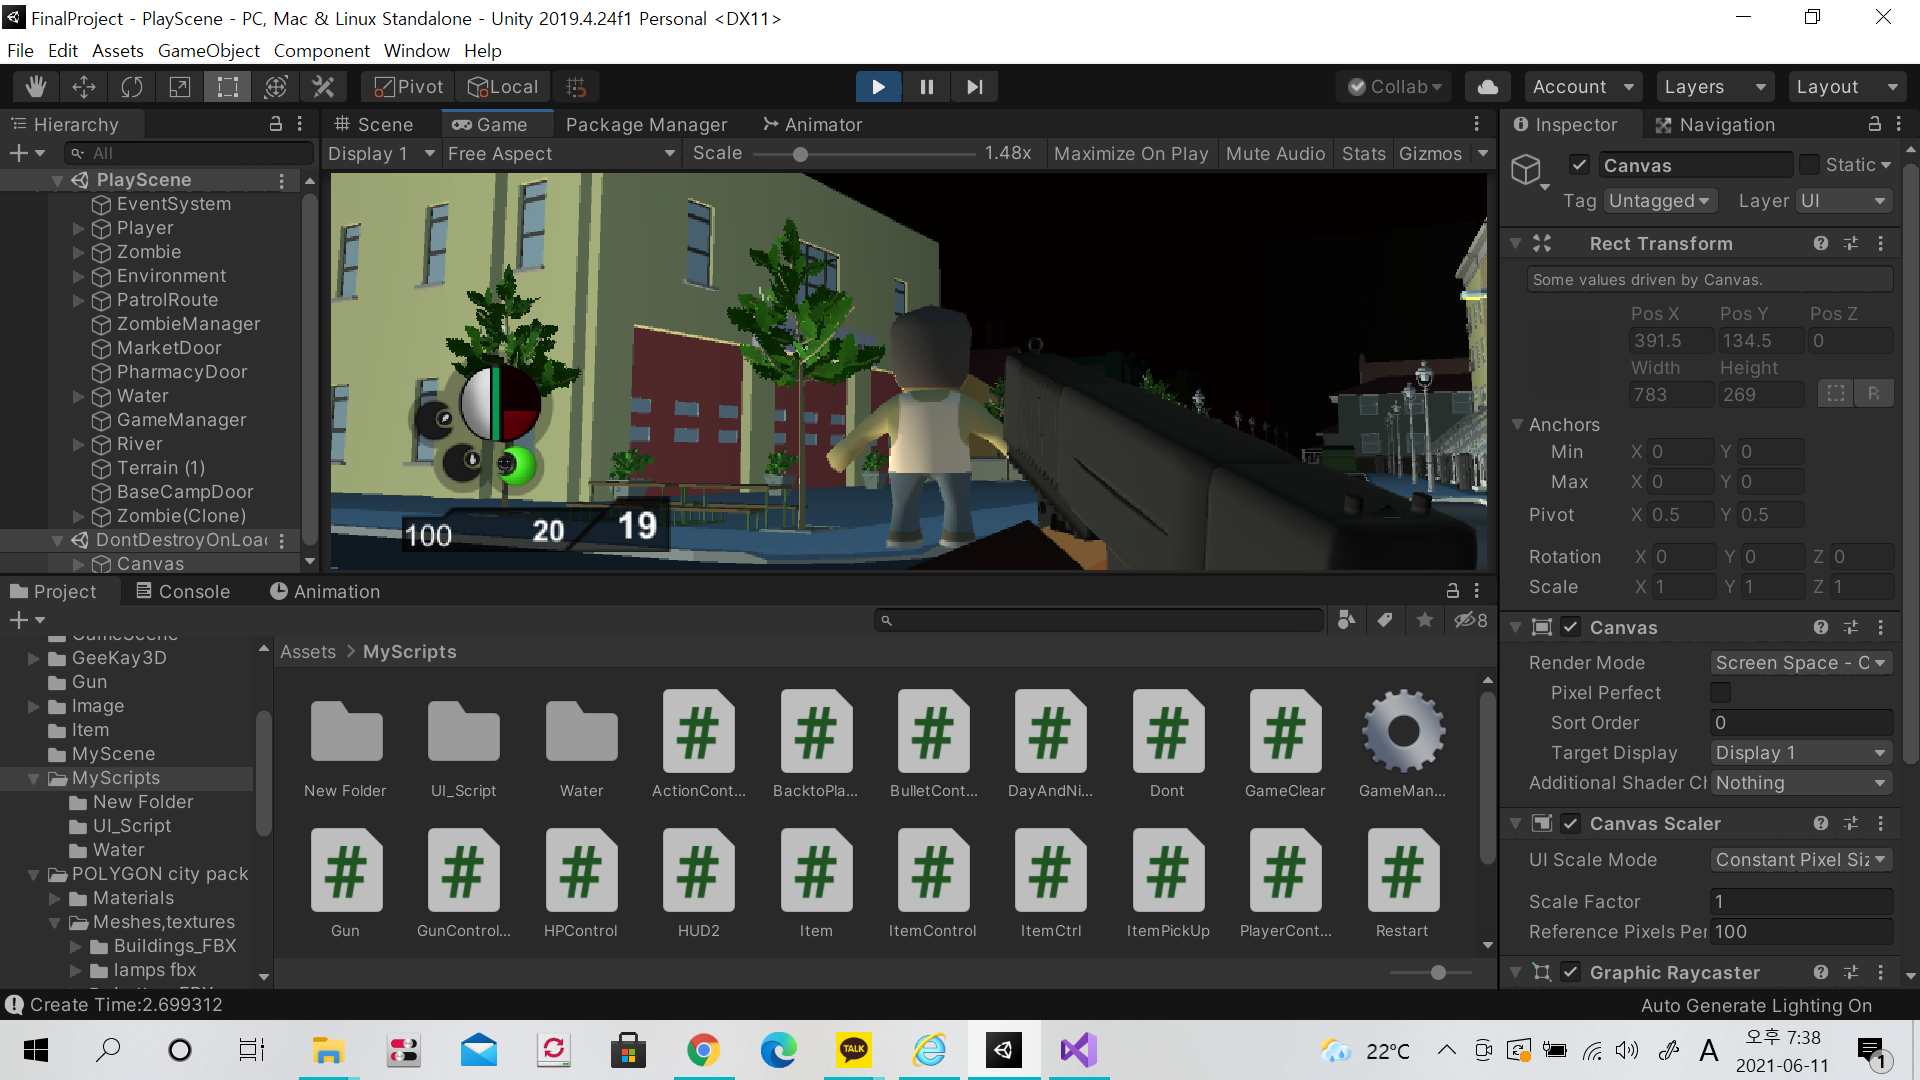 FinalProject - PlayScene - PC, Mac & Linux Standalone - Unity 2019.4.24f1 Personal <DX11>
File Edit Assets GameObject Component Window Help
Pivot Local Collab Account Layers Layout
Hierarchy
All
PlayScene
EventSystem
Player
Zombie
Environment
PatrolRoute
ZombieManager
MarketDoor
PharmacyDoor
Water
GameManager
River
Terrain (1)
BaseCampDoor
Zombie(Clone)
DontDestroyOnLoad
Canvas
Scene Game Package Manager Animator
Display 1 Free Aspect Scale 1.48x Maximize On Play Mute Audio Stats Gizmos
100 20 19
Inspector Navigation
Canvas Static
Tag Untagged Layer UI
Rect Transform
Some values driven by Canvas.
Pos X Pos Y Pos Z
391.5 134.5 0
Width Height
783 269 R
Anchors
Min X 0 Y 0
Max X 0 Y 0
Pivot X 0.5 Y 0.5
Rotation X 0 Y 0 Z 0
Scale X 1 Y 1 Z 1
Canvas
Render Mode Screen Space - O
Pixel Perfect
Sort Order 0
Target Display Display 1
Additional Shader Ch Nothing
Canvas Scaler
UI Scale Mode Constant Pixel Siz
Scale Factor 1
Reference Pixels Per 100
Graphic Raycaster
Project Console Animation
8
GameScene
GeeKay3D
Gun
Image
Item
MyScene
MyScripts
New Folder
UI_Script
Water
POLYGON city pack
Materials
Meshes,textures
Buildings_FBX
lamps fbx
Assets > MyScripts
New Folder UI_Script Water ActionCont... BacktoPla... BulletCont... DayAndNi... Dont GameClear GameMan...
Gun GunControl... HPControl HUD2 Item ItemControl ItemCtrl ItemPickUp PlayerCont... Restart
Create Time:2.699312
Auto Generate Lighting On
TALK
22°C A 오후 7:38
2021-06-11
1